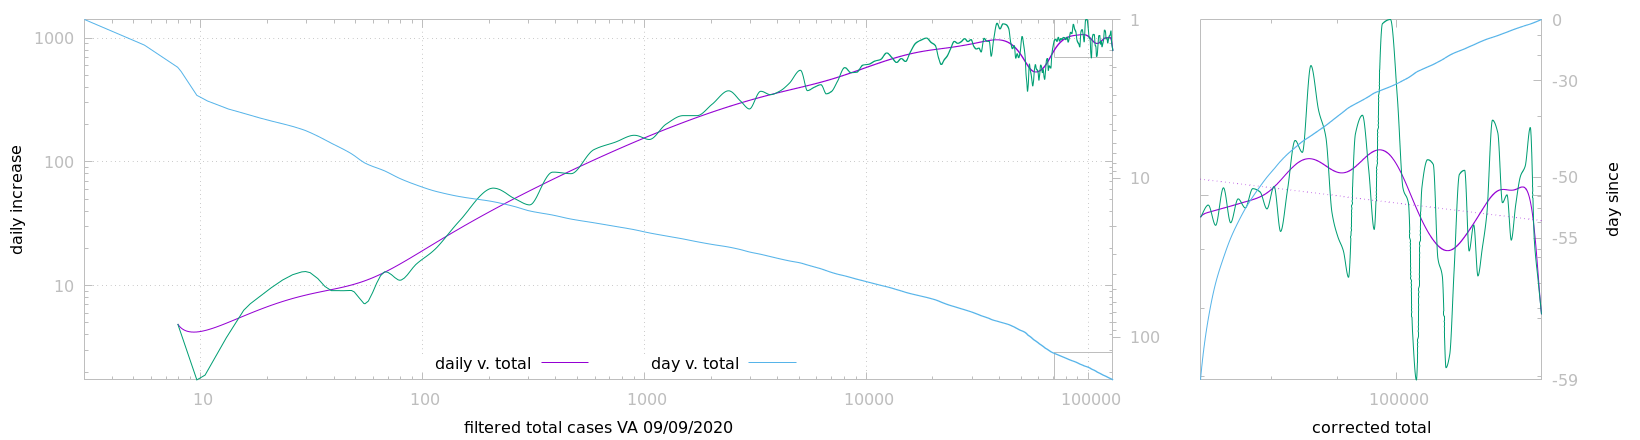 1000
100
10
daily increase
10
100
1000
10000
100000
filtered total cases VA 09/09/2020
daily v. total
day v. total
1
10
100
100000
corrected total
0
-30
-50
-55
-59
day since